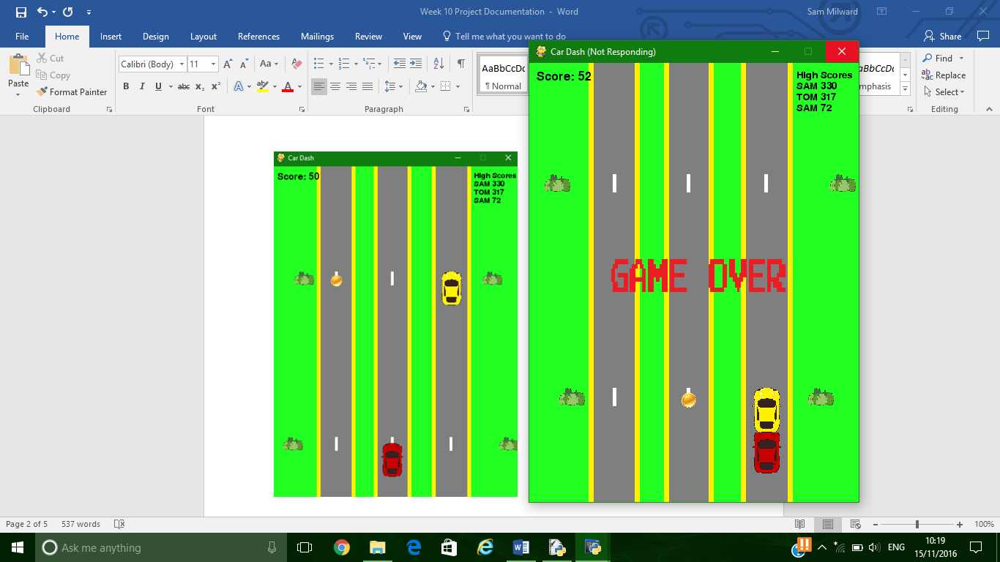 Week 10 Project Documentation - Word
Sam Milward
File Home Insert Design Layout References Mailings Review View Tell me what you want to do Share
Paste
Cut
Copy
Format Painter
Clipboard
Calibri (Body) 11
B I U abc x₂ x² A ab A
Font
Paragraph
AaBbCcDc
¶ Normal
aBbCcDc
mphasis
Find
Replace
Select
Editing
Car Dash
Score: 50
High Scores
SAM 330
TOM 317
SAM 72
Car Dash (Not Responding)
Score: 52
High Scores
SAM 330
TOM 317
SAM 72
GAME OVER
Page 2 of 5 537 words
100%
Ask me anything
ENG
10:19
15/11/2016